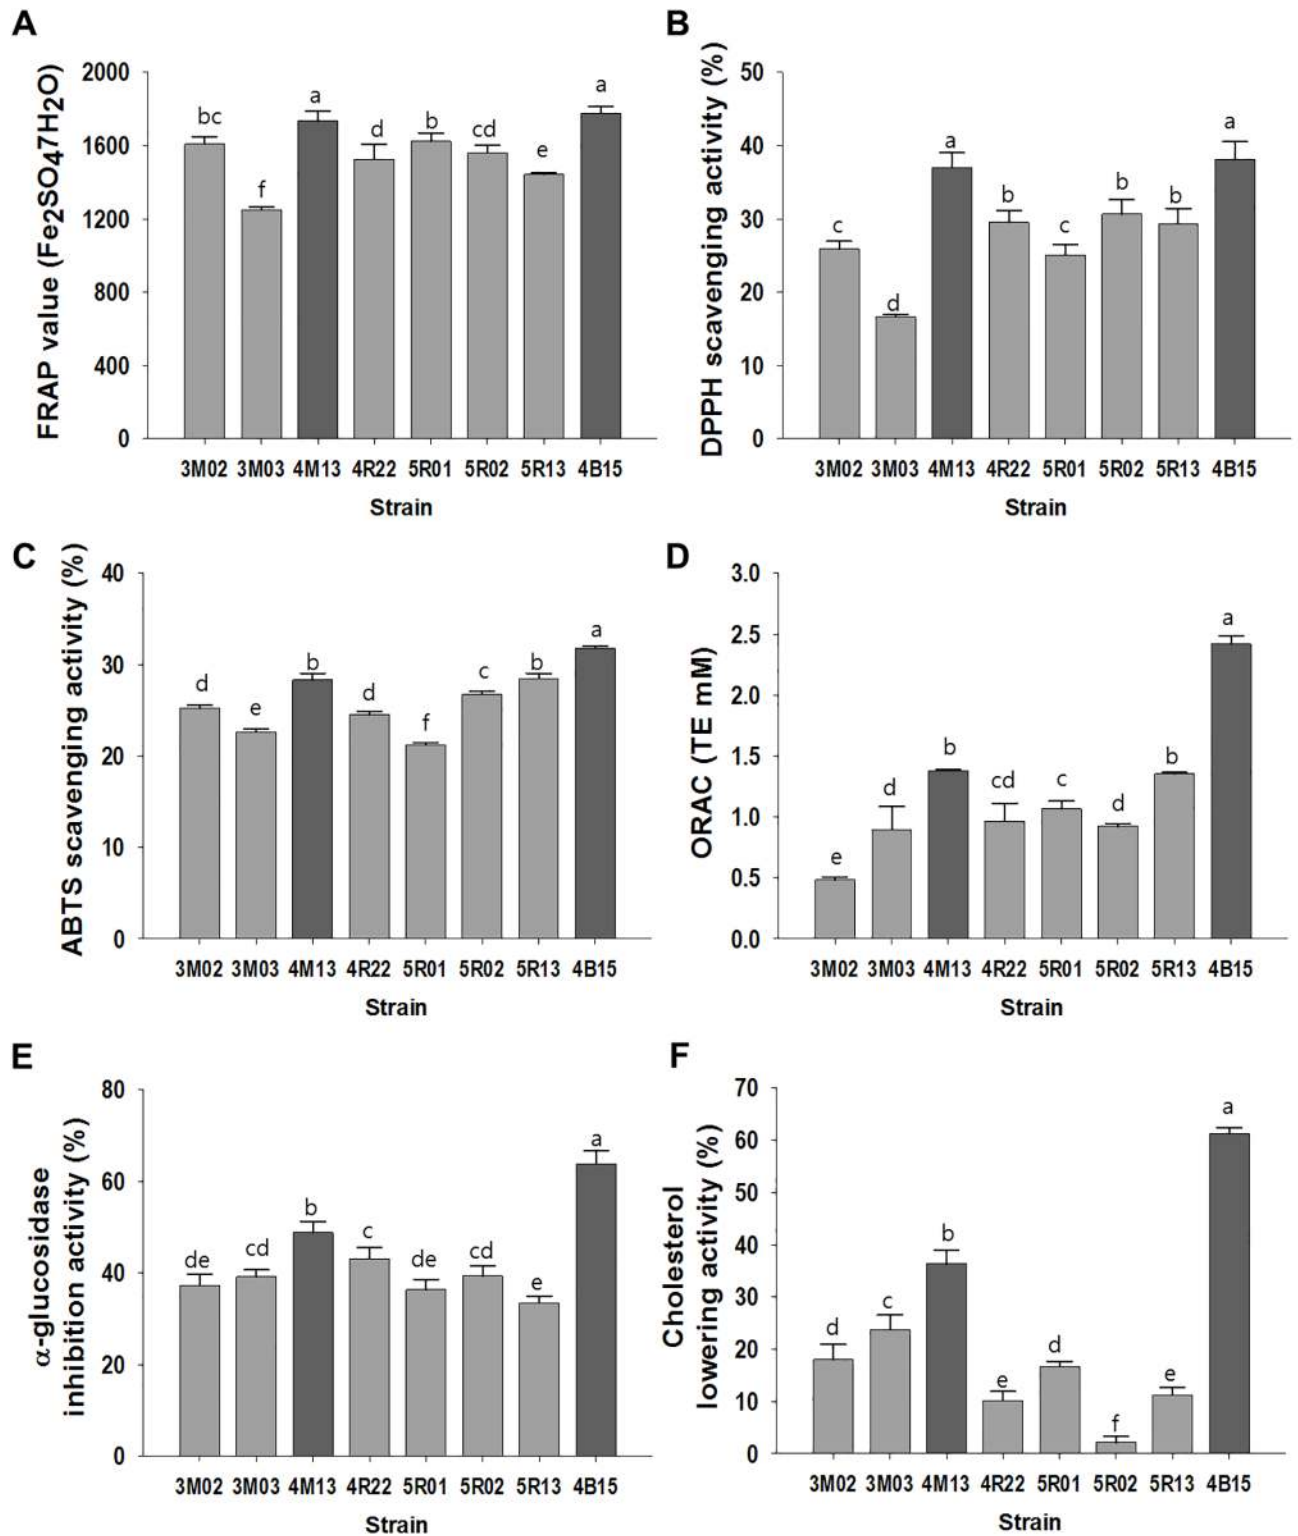 A
FRAP value (Fe2SO47H2O)
2000
1600
1200
800
400
0
bc
f
a
d
b
cd
e
a
3M02 3M03 4M13 4R22 5R01 5R02 5R13 4B15
Strain
B
DPPH scavenging activity (%)
50
40
30
20
10
0
c
d
a
b
c
b
b
a
3M02 3M03 4M13 4R22 5R01 5R02 5R13 4B15
Strain
C
ABTS scavenging activity (%)
40
30
20
10
0
d
e
b
d
f
c
b
a
3M02 3M03 4M13 4R22 5R01 5R02 5R13 4B15
Strain
D
ORAC (TE mM)
3.0
2.5
2.0
1.5
1.0
0.5
0.0
e
d
b
cd
c
d
b
a
3M02 3M03 4M13 4R22 5R01 5R02 5R13 4B15
Strain
E
α-glucosidase
inhibition activity (%)
80
60
40
20
0
de
cd
b
c
de
cd
e
a
3M02 3M03 4M13 4R22 5R01 5R02 5R13 4B15
Strain
F
Cholesterol
lowering activity (%)
70
60
50
40
30
20
10
0
d
c
b
e
d
f
e
a
3M02 3M03 4M13 4R22 5R01 5R02 5R13 4B15
Strain